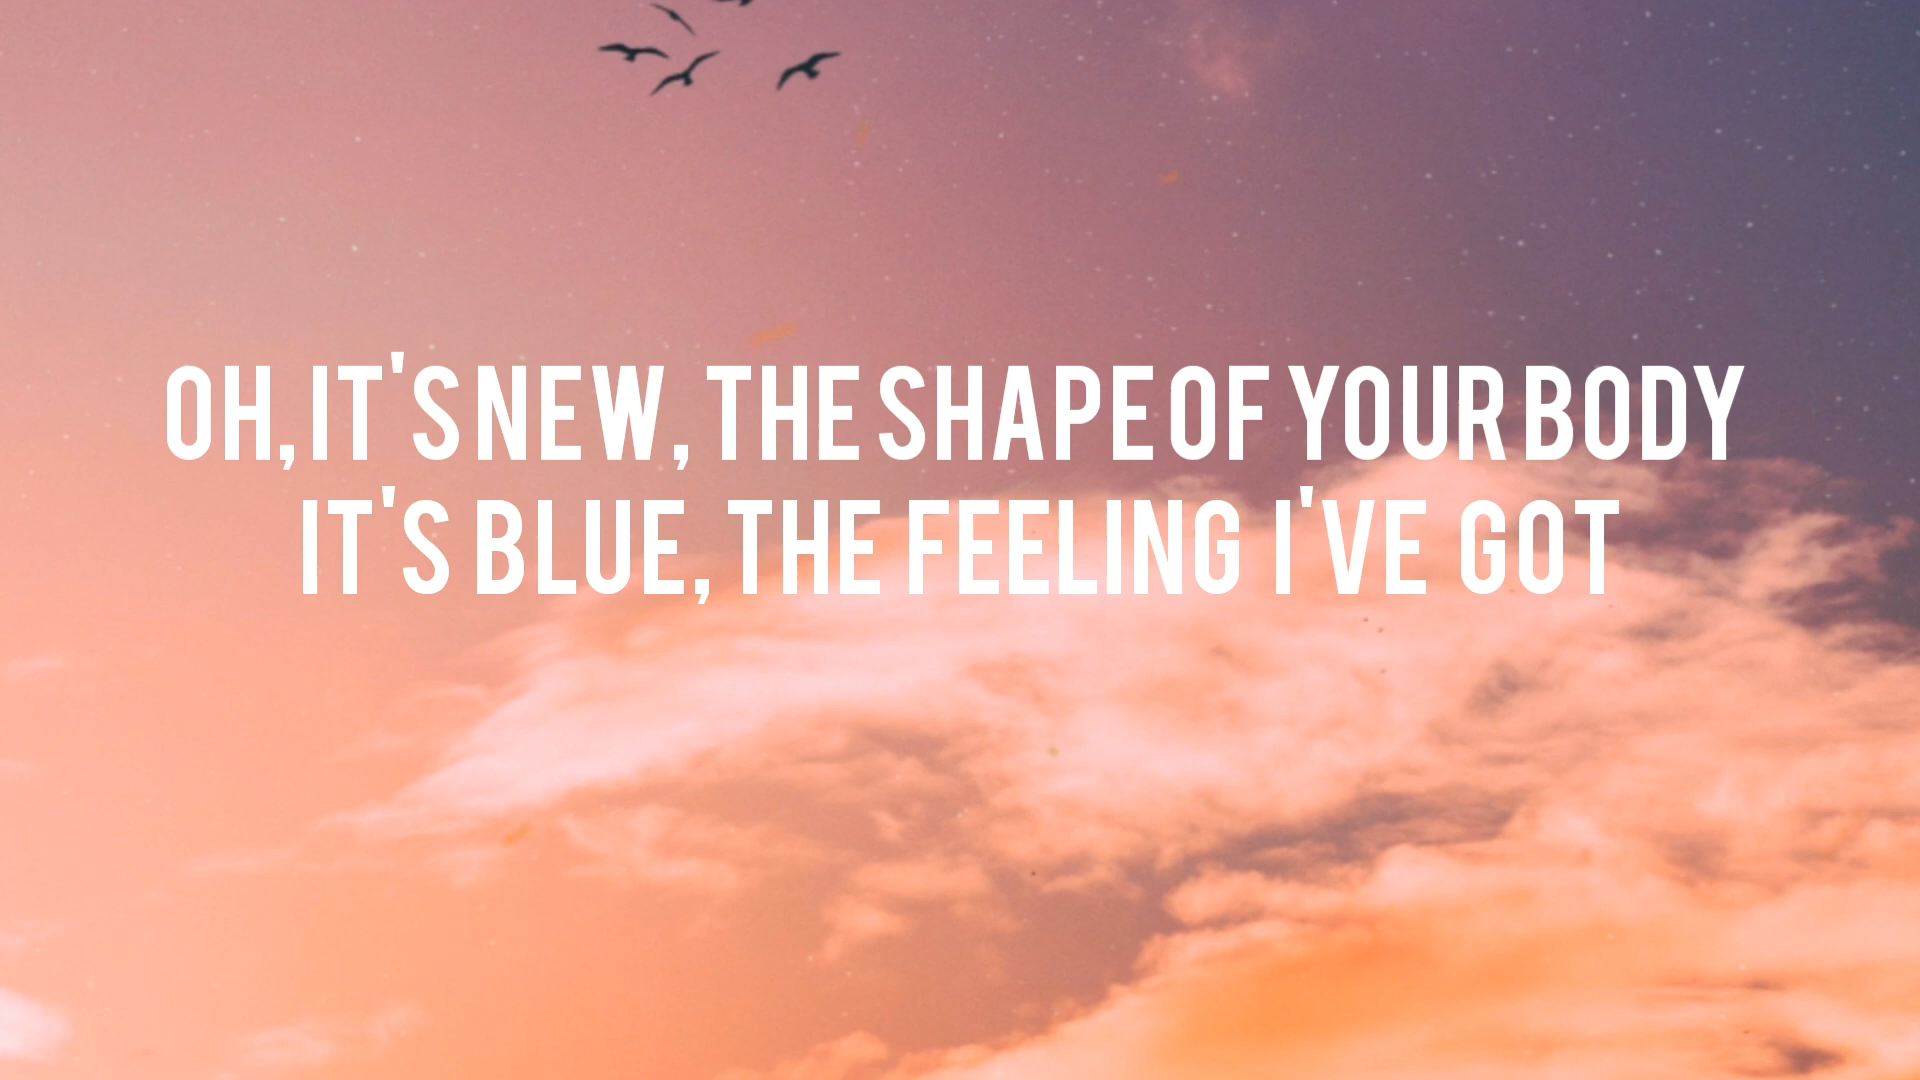 OH, IT'S NEW, THE SHAPE OF YOUR BODY
IT'S BLUE, THE FEELING I'VE GOT